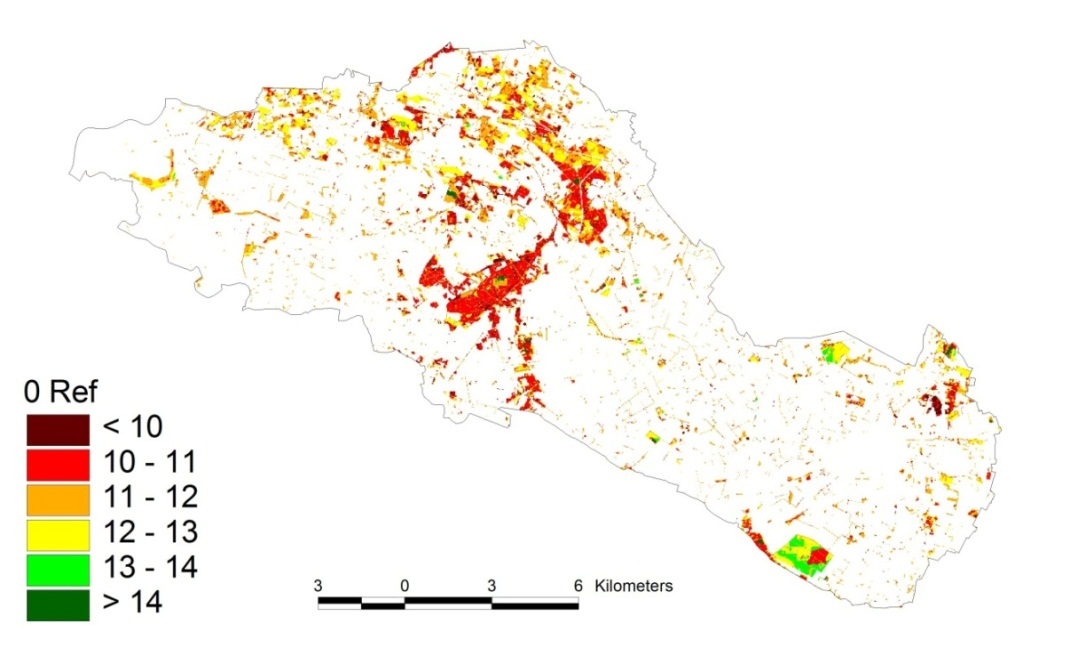 0 Ref
< 10
10 - 11
11 - 12
12 - 13
13 - 14
> 14
3 0 3 6 Kilometers